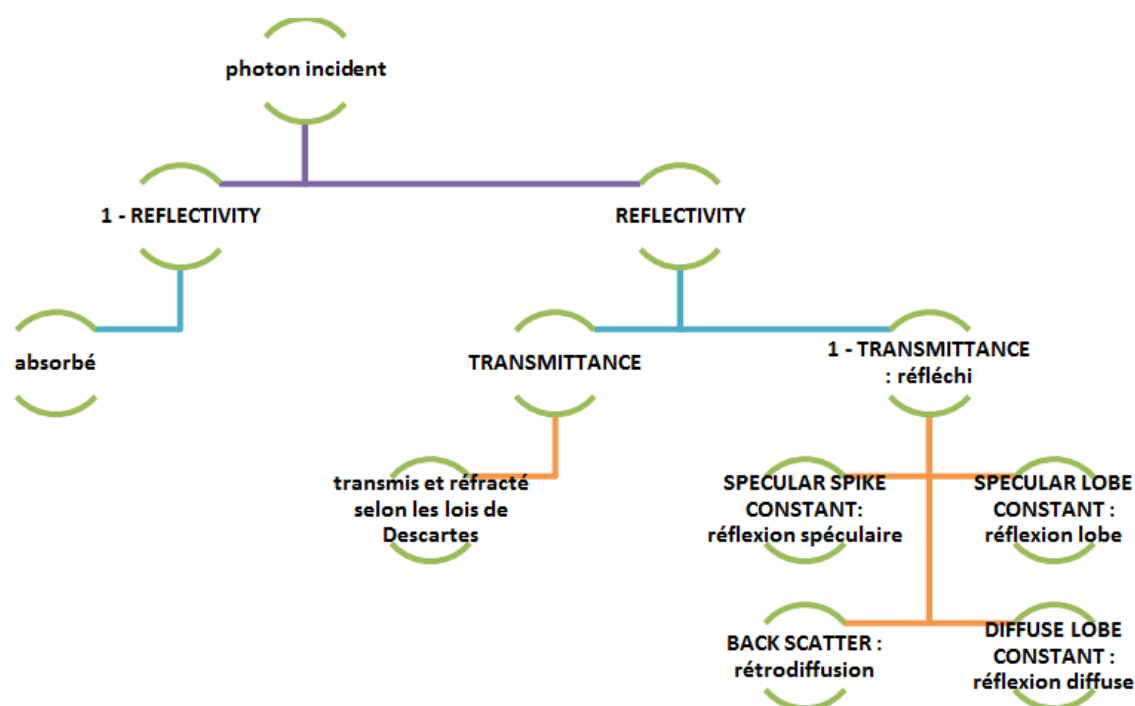 photon incident
1 - REFLECTIVITY
REFLECTIVITY
absorbé
TRANSMITTANCE
1 - TRANSMITTANCE
: réfléchi
transmis et réfracté
selon les lois de
Descartes
SPECULAR SPIKE
CONSTANT:
réflexion spéculaire
SPECULAR LOBE
CONSTANT :
réflexion lobe
BACK SCATTER :
rétrodiffusion
DIFFUSE LOBE
CONSTANT :
réflexion diffuse